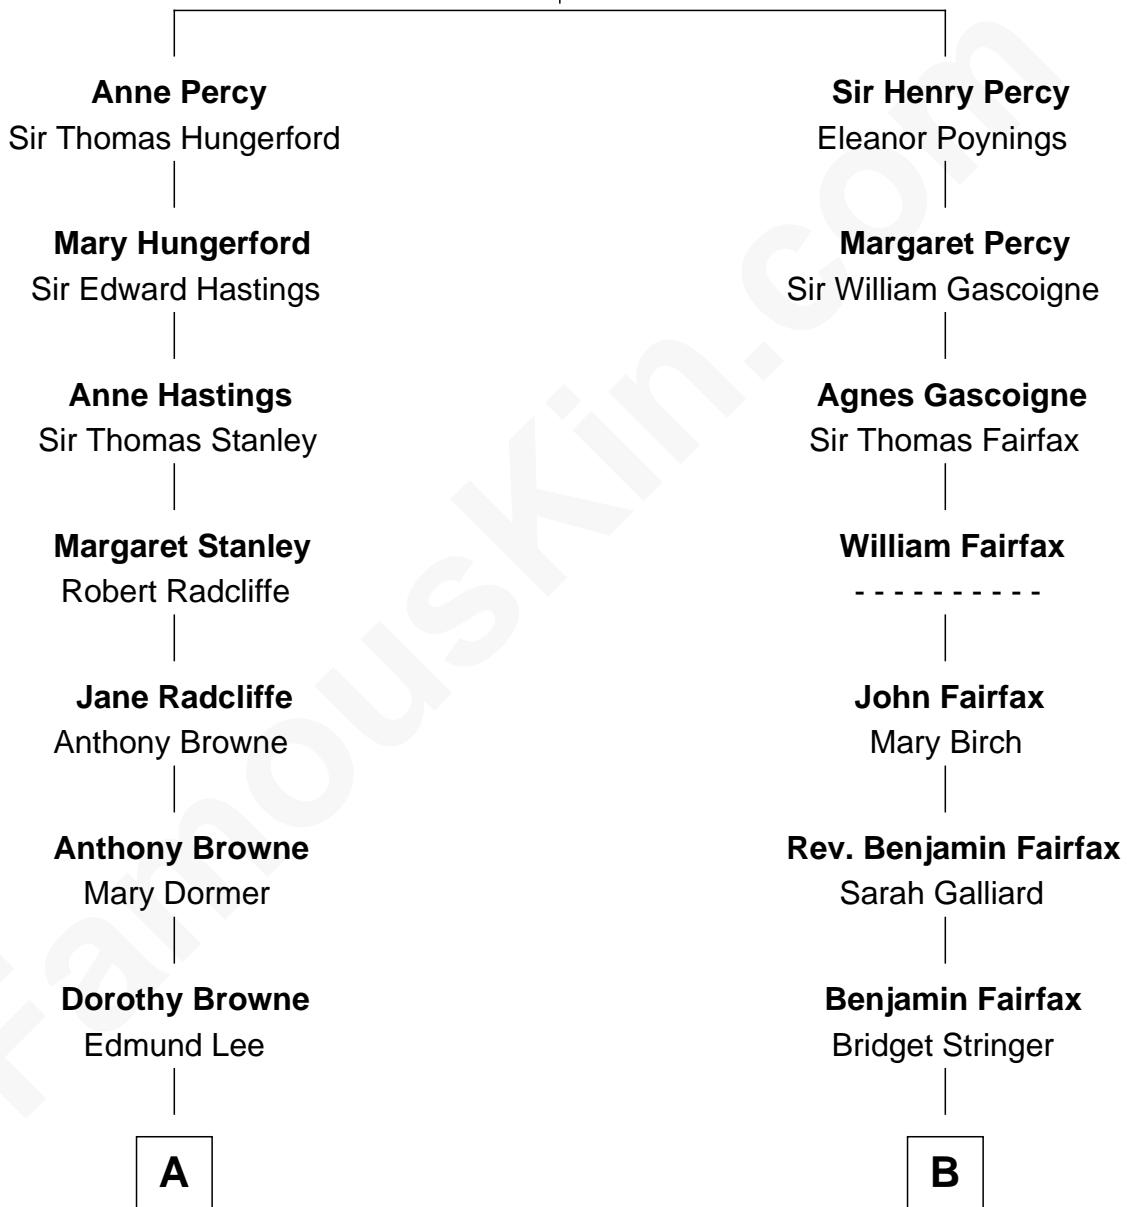 Anne Percy
Sir Thomas Hungerford
Mary Hungerford
Sir Edward Hastings
Anne Hastings
Sir Thomas Stanley
Margaret Stanley
Robert Radcliffe
Jane Radcliffe
Anthony Browne
Anthony Browne
Mary Dormer
Dorothy Browne
Edmund Lee
A
Sir Henry Percy
Eleanor Poynings
Margaret Percy
Sir William Gascoigne
Agnes Gascoigne
Sir Thomas Fairfax
William Fairfax
- - - - - - - - - -
John Fairfax
Mary Birch
Rev. Benjamin Fairfax
Sarah Galliard
Benjamin Fairfax
Bridget Stringer
B
FamousKin.com